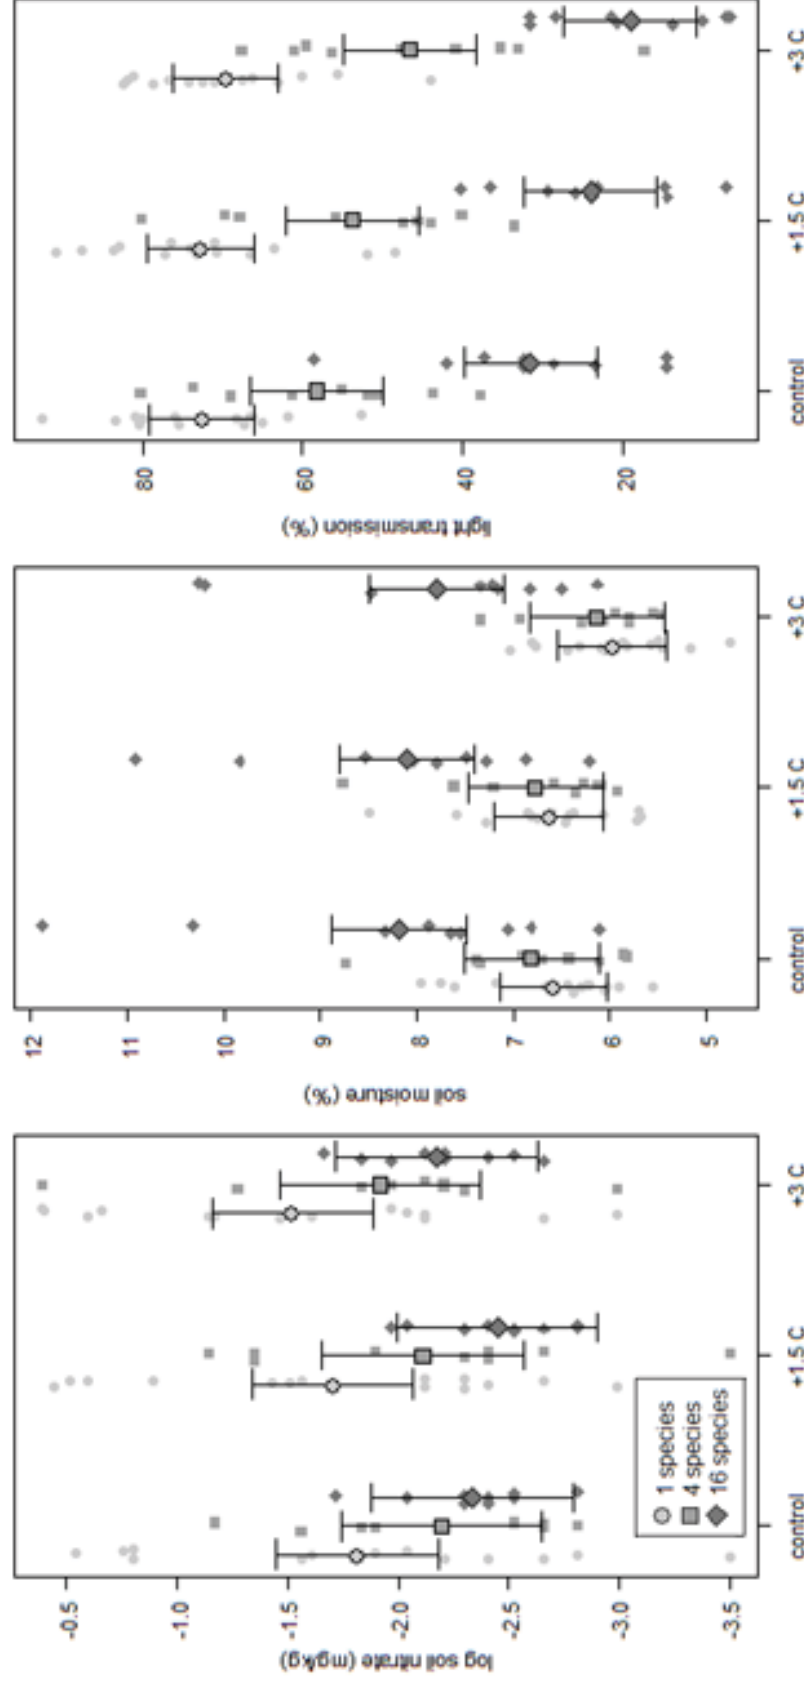 -0.5
-1.0
-1.5
-2.0
-2.5
-3.0
-3.5
log soil nitrate (mg/kg)
control
+1.5 C
+3 C
1 species
4 species
16 species
12
11
10
9
8
7
6
5
soil moisture (%)
control
+1.5 C
+3 C
80
60
40
20
light transmission (%)
control
+1.5 C
+3 C